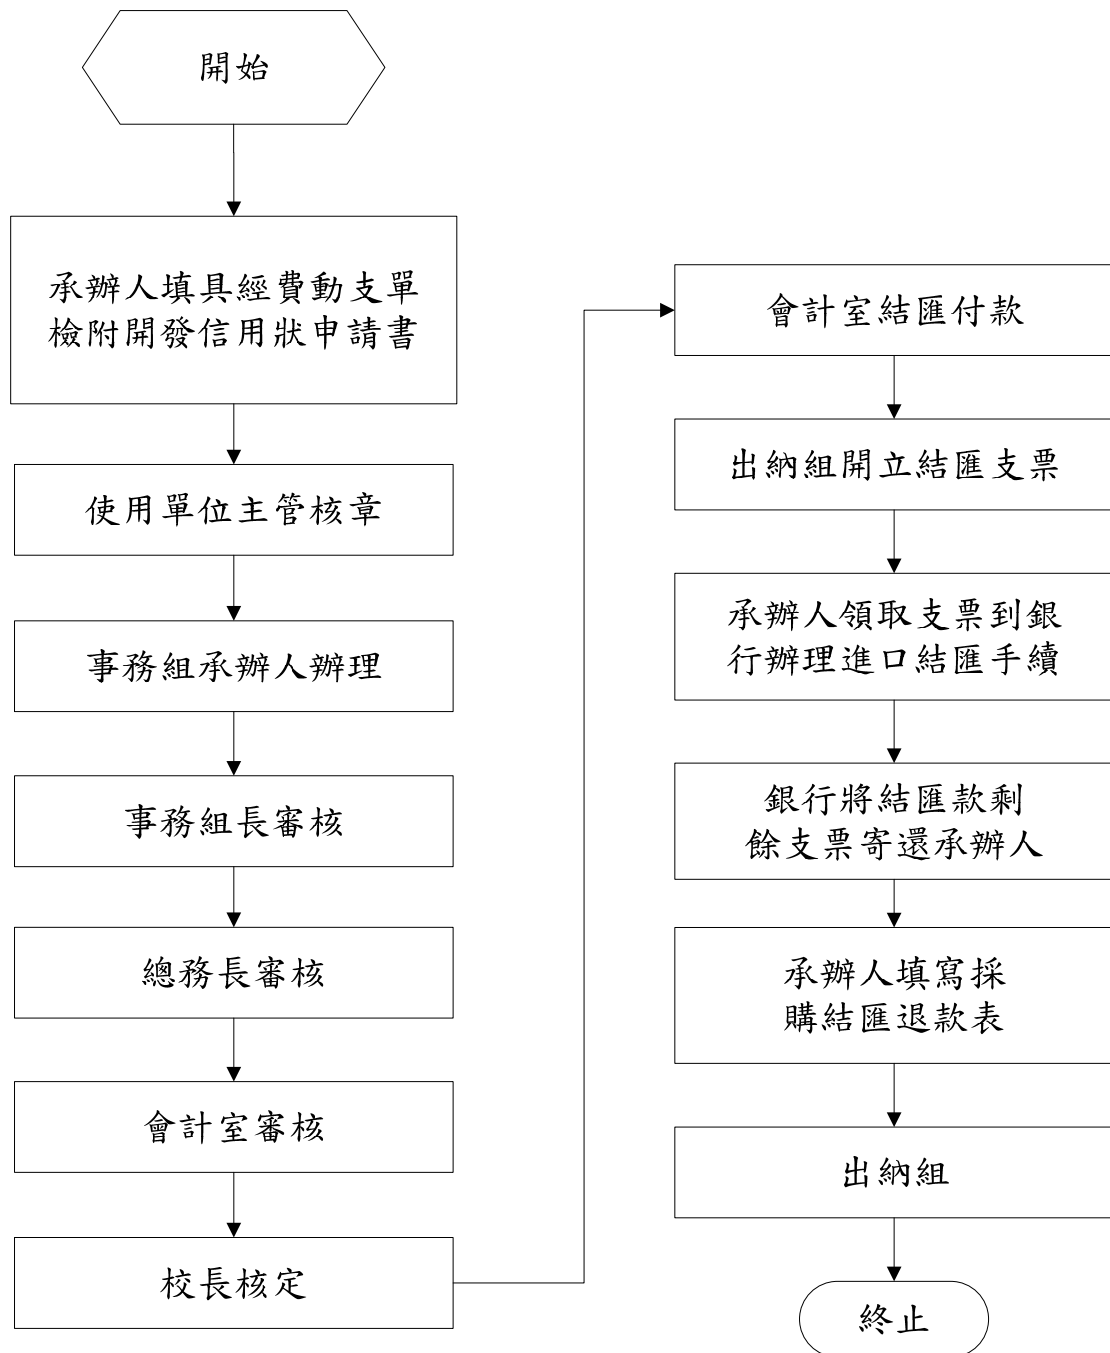 開始
承辦人填具經費動支單
檢附開發信用狀申請書
使用單位主管核章
事務組承辦人辦理
事務組長審核
總務長審核
會計室審核
校長核定
會計室結匯付款
出納組開立結匯支票
承辦人領取支票到銀
行辦理進口結匯手續
銀行將結匯款剩
餘支票寄還承辦人
承辦人填寫採
購結匯退款表
出納組
終止